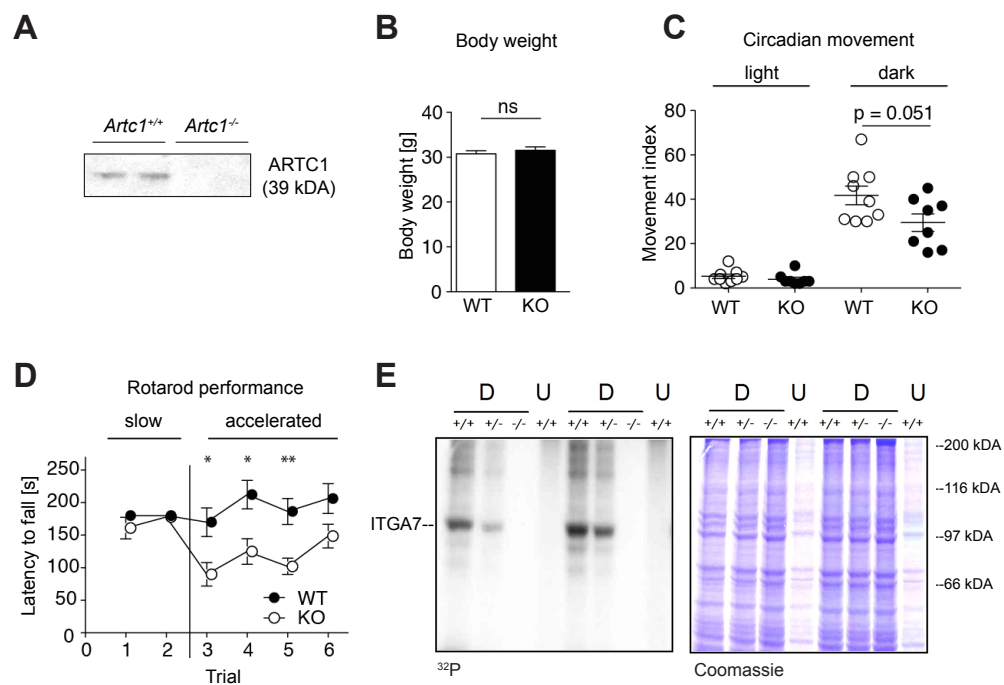 A
Artc1+/+ Artc1-/-
ARTC1
(39 kDA)
B
Body weight
ns
Body weight [g]
40
30
20
10
0
WT KO
C
Circadian movement
light dark
p = 0.051
Movement index
80
60
40
20
0
WT KO WT KO
D
Rotarod performance
slow accelerated
* * **
Latency to fall [s]
250
200
150
100
50
0
WT
KO
0 1 2 3 4 5 6
Trial
E
D U D U
+/+ +/- -/- +/+ +/+ +/- -/- +/+
ITGA7--
32P
D U D U
+/+ +/- -/- +/+ +/+ +/- -/- +/+
--200 kDA
--116 kDA
--97 kDA
--66 kDA
Coomassie